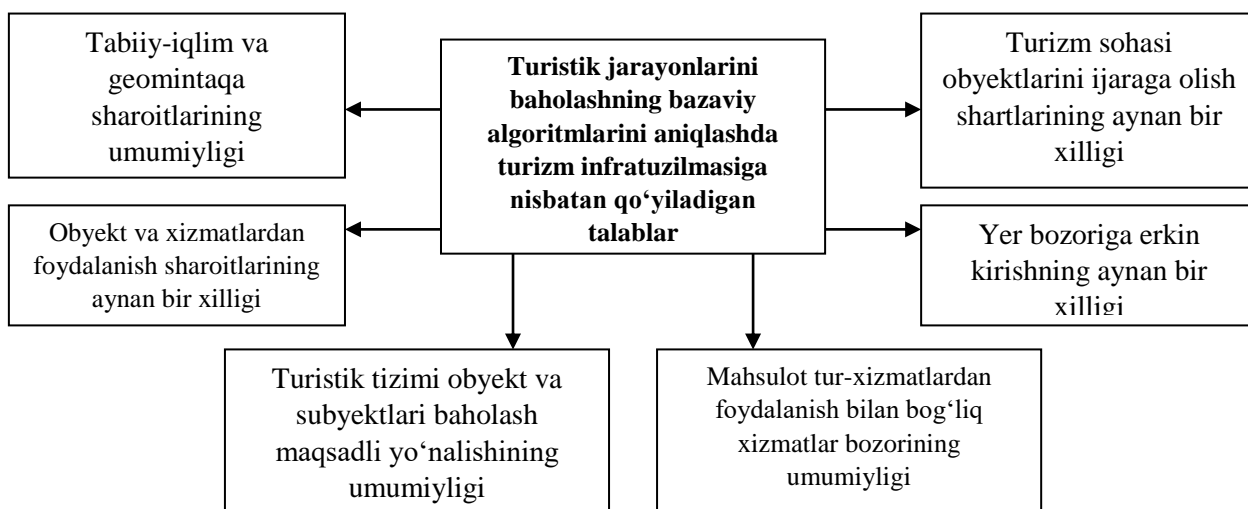 Tabiiy-iqlim va
geomintaqa
sharoitlarining
umumiyligi
Turistik jarayonlarini
baholashning bazaviy
algoritmlarini aniqlashda
turizm infratuzilmasiga
nisbatan qo‘yiladigan
talablar
Turizm sohasi
obyektlarini ijaraga olish
shartlarining aynan bir
xilligi
Obyekt va xizmatlardan
foydalanish sharoitlarining
aynan bir xilligi
Yer bozoriga erkin
kirishning aynan bir
xilligi
Turistik tizimi obyekt va
subyektlari baholash
maqsadli yo‘nalishining
umumiyligi
Mahsulot tur-xizmatlardan
foydalanish bilan bog‘liq
xizmatlar bozorining
umumiyligi